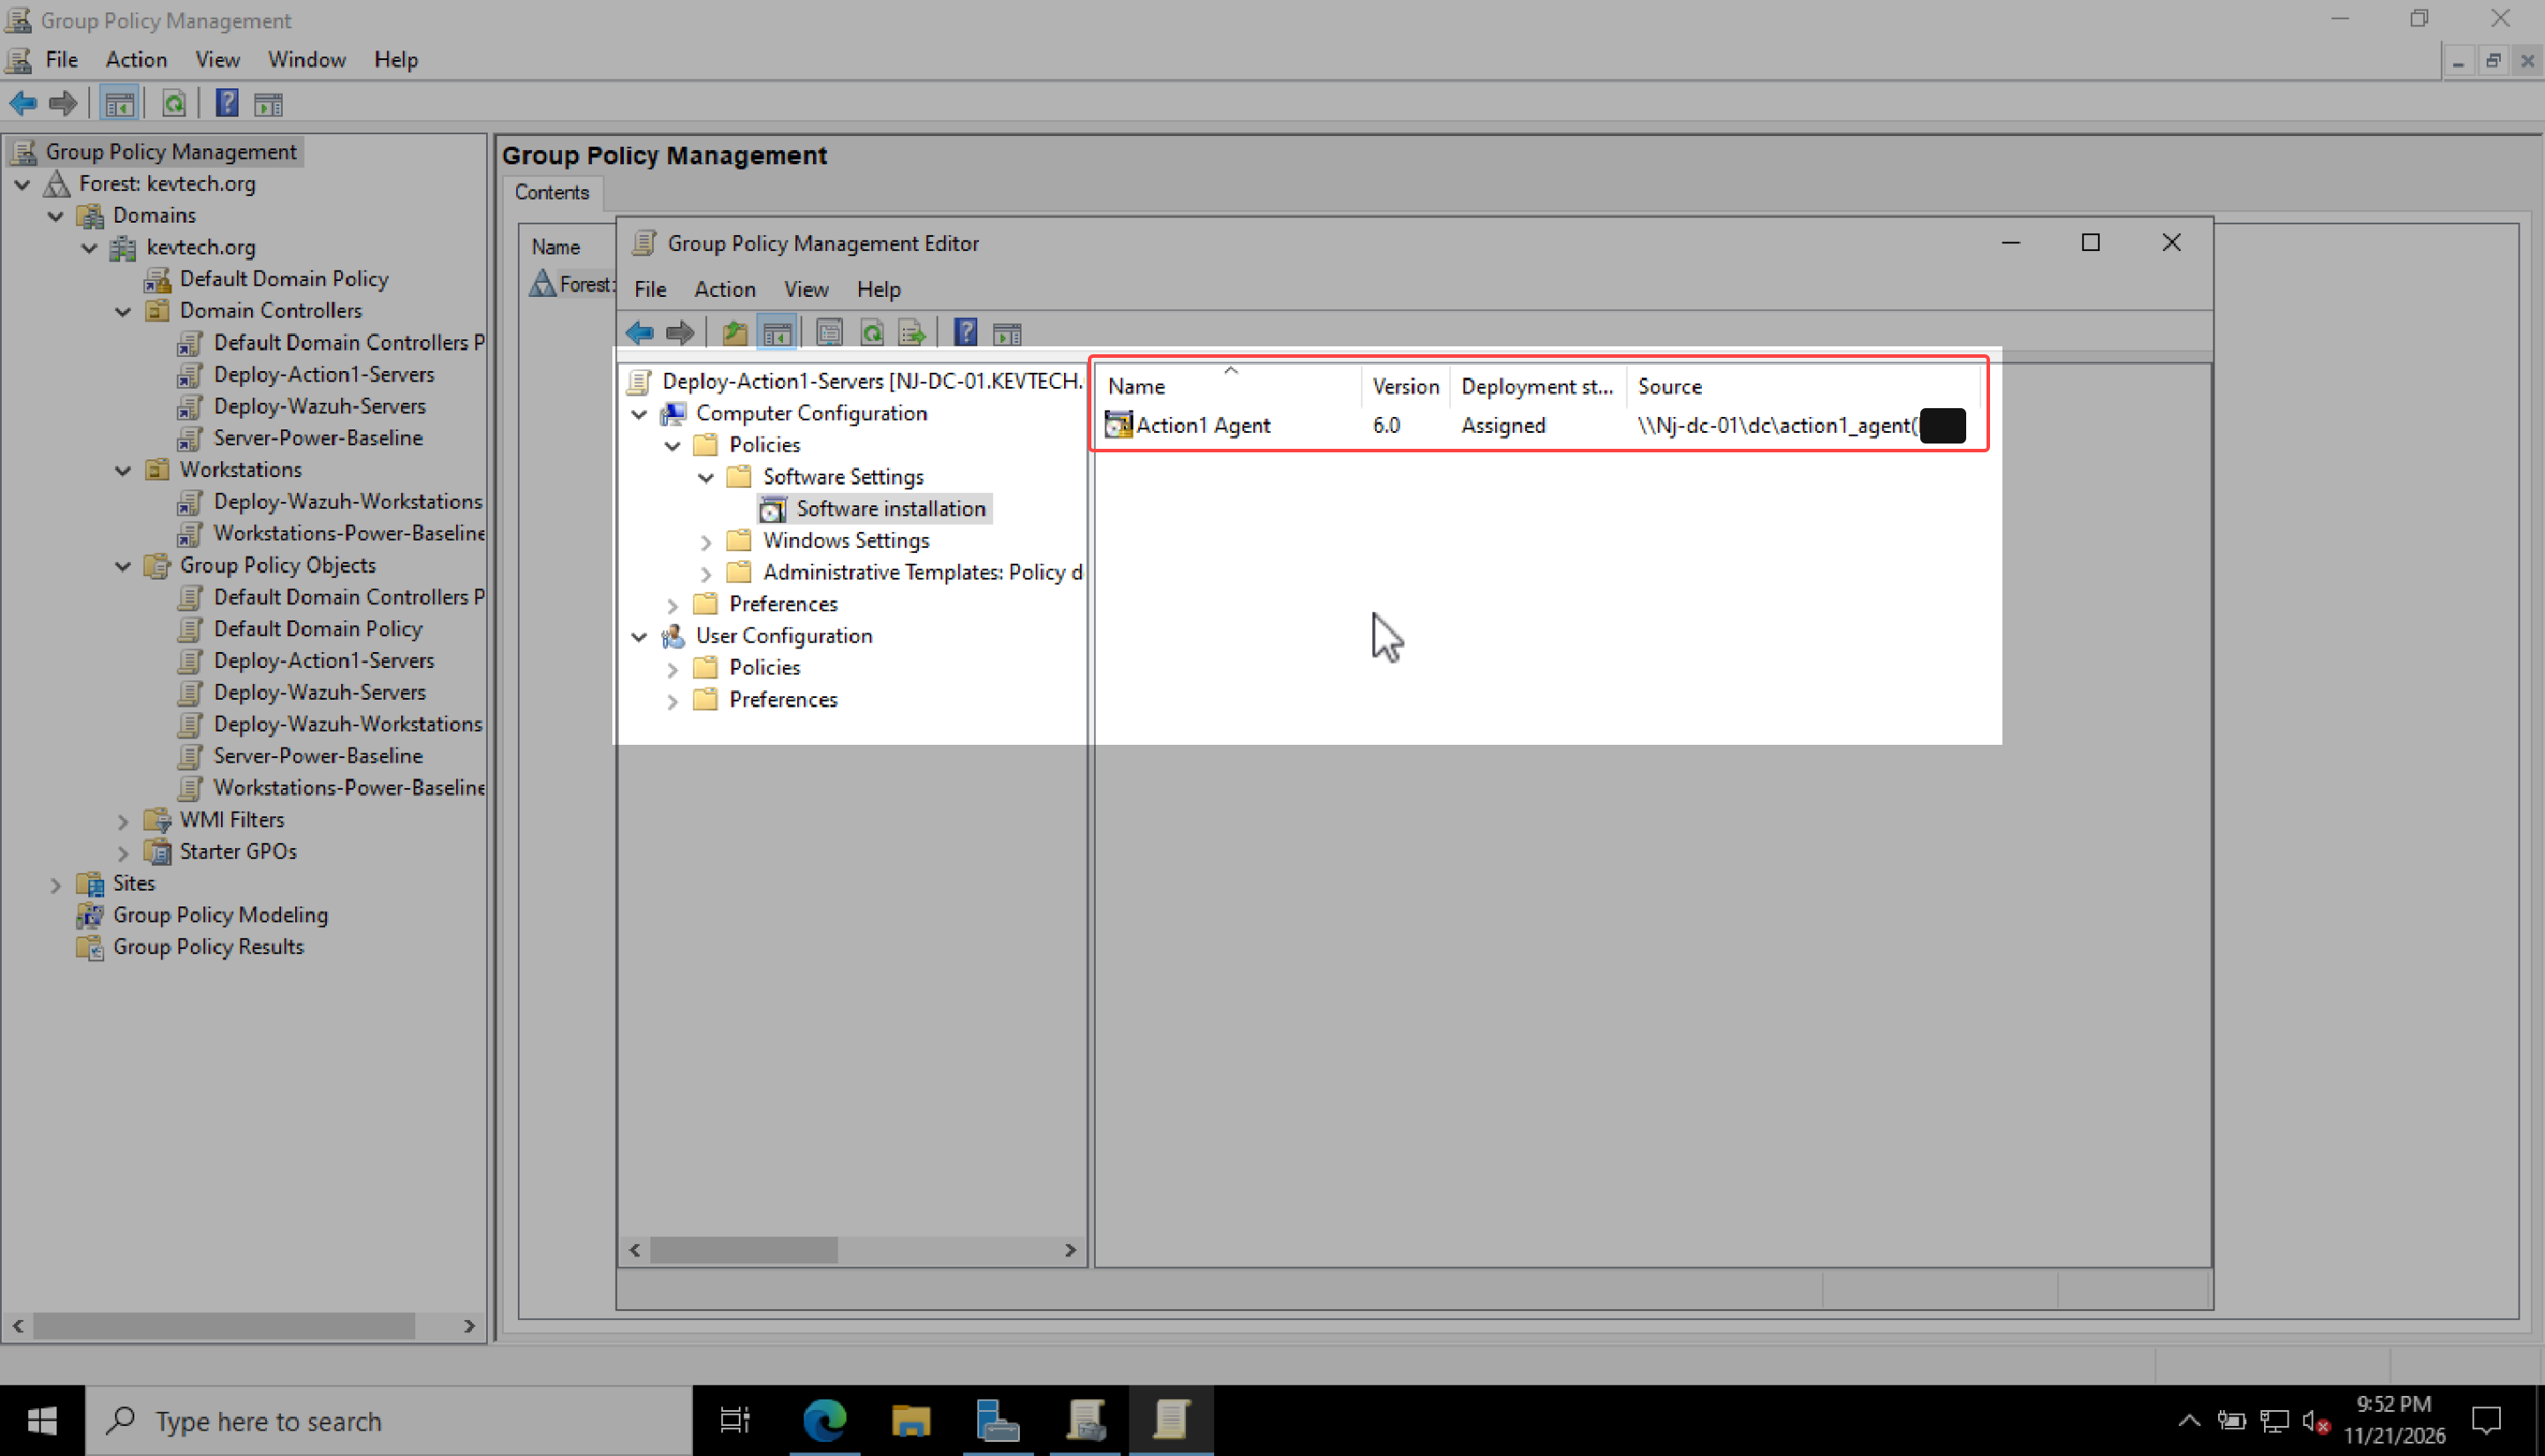 Group Policy Management
File Action View Window Help
Group Policy Management
Forest: kevtech.org
Domains
kevtech.org
Default Domain Policy
Domain Controllers
Default Domain Controllers P
Deploy-Action1-Servers
Deploy-Wazuh-Servers
Server-Power-Baseline
Workstations
Deploy-Wazuh-Workstations
Workstations-Power-Baseline
Group Policy Objects
Default Domain Controllers P
Default Domain Policy
Deploy-Action1-Servers
Deploy-Wazuh-Servers
Deploy-Wazuh-Workstations
Server-Power-Baseline
Workstations-Power-Baseline
WMI Filters
Starter GPOs
Sites
Group Policy Modeling
Group Policy Results
Group Policy Management
Contents
Name
Forest:
Group Policy Management Editor
File Action View Help
Deploy-Action1-Servers [NJ-DC-01.KEVTECH.
Computer Configuration
Policies
Software Settings
Software installation
Windows Settings
Administrative Templates: Policy d
Preferences
User Configuration
Policies
Preferences
Name Version Deployment st... Source
Action1 Agent 6.0 Assigned \\Nj-dc-01\dc\action1_agent(
Type here to search
9:52 PM
11/21/2026